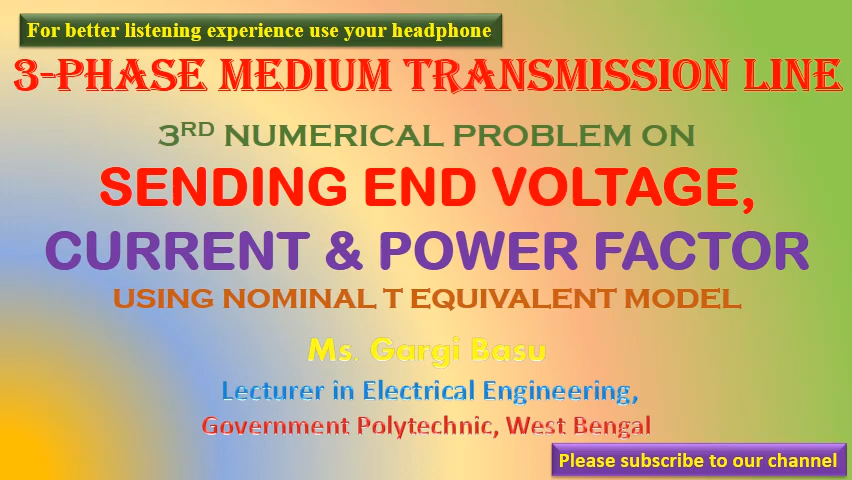 For better listening experience use your headphone
3-PHASE MEDIUM TRANSMISSION LINE
3RD NUMERICAL PROBLEM ON
SENDING END VOLTAGE,
CURRENT & POWER FACTOR
USING NOMINAL T EQUIVALENT MODEL
Ms. Gargi Basu
Lecturer in Electrical Engineering,
Government Polytechnic, West Bengal
Please subscribe to our channel